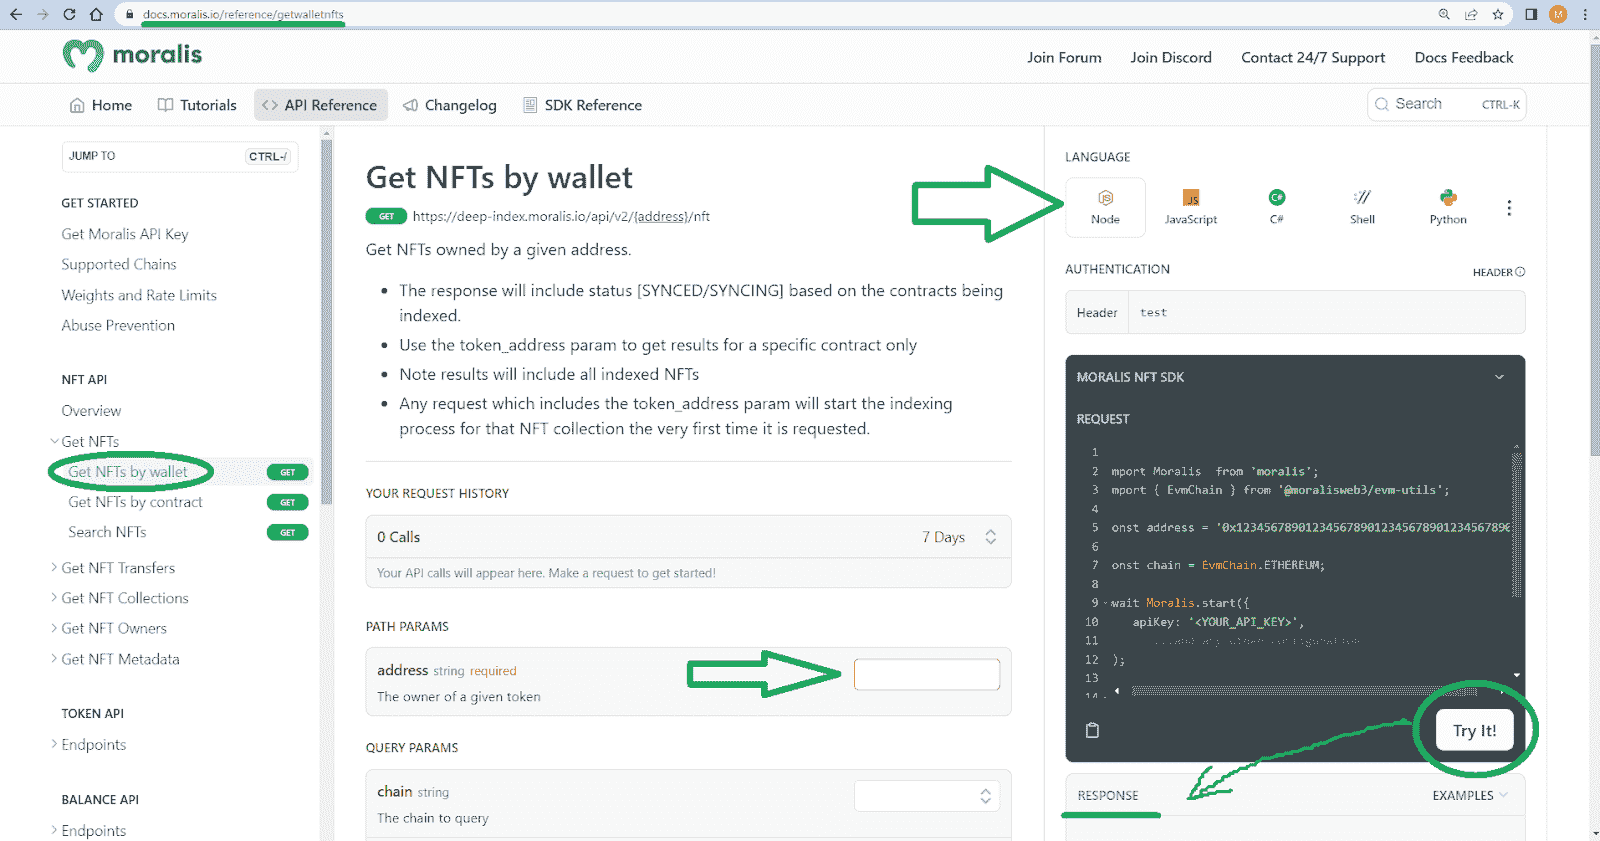 docs.moralis.io/reference/getwalletnfts
M
moralis
Join Forum
Join Discord
Contact 24/7 Support
Docs Feedback
Home
Tutorials
<> API Reference
Changelog
SDK Reference
Search CTRL-K
JUMP TO CTRL-/
GET STARTED
Get Moralis API Key
Supported Chains
Weights and Rate Limits
Abuse Prevention
NFT API
Overview
Get NFTs
Get NFTs by wallet GET
Get NFTs by contract GET
Search NFTs GET
Get NFT Transfers
Get NFT Collections
Get NFT Owners
Get NFT Metadata
TOKEN API
Endpoints
BALANCE API
Endpoints
Get NFTs by wallet
GET https://deep-index.moralis.io/api/v2/{address}/nft
Get NFTs owned by a given address.
• The response will include status [SYNCED/SYNCING] based on the contracts being
indexed.
• Use the token_address param to get results for a specific contract only
• Note results will include all indexed NFTs
• Any request which includes the token_address param will start the indexing
process for that NFT collection the very first time it is requested.
YOUR REQUEST HISTORY
0 Calls 7 Days
Your API calls will appear here. Make a request to get started!
PATH PARAMS
address string required
The owner of a given token
QUERY PARAMS
chain string
The chain to query
LANGUAGE
JS
Node
JS
JavaScript
C#
C#
Shell
Python
AUTHENTICATION HEADER
Header test
MORALIS NFT SDK
REQUEST
1
2 mport Moralis from 'moralis';
3 mport { EvmChain } from '@moralisweb3/evm-utils';
4
5 onst address = '0x123456789012345678901234567890123456789
6
7 onst chain = EvmChain.ETHEREUM;
8
9 wait Moralis.start({
10 apiKey: '<YOUR_API_KEY>',
11
12 );
13
14
Try It!
RESPONSE EXAMPLES